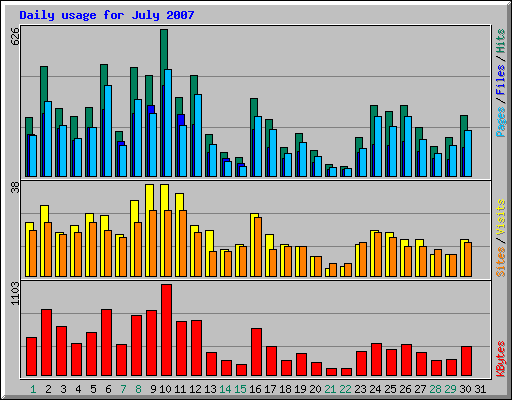 Daily usage for July 2007
626
Pages / Files / Hits
38
Sites / Visits
1103
KBytes
1 2 3 4 5 6 7 8 9 10 11 12 13 14 15 16 17 18 19 20 21 22 23 24 25 26 27 28 29 30 31